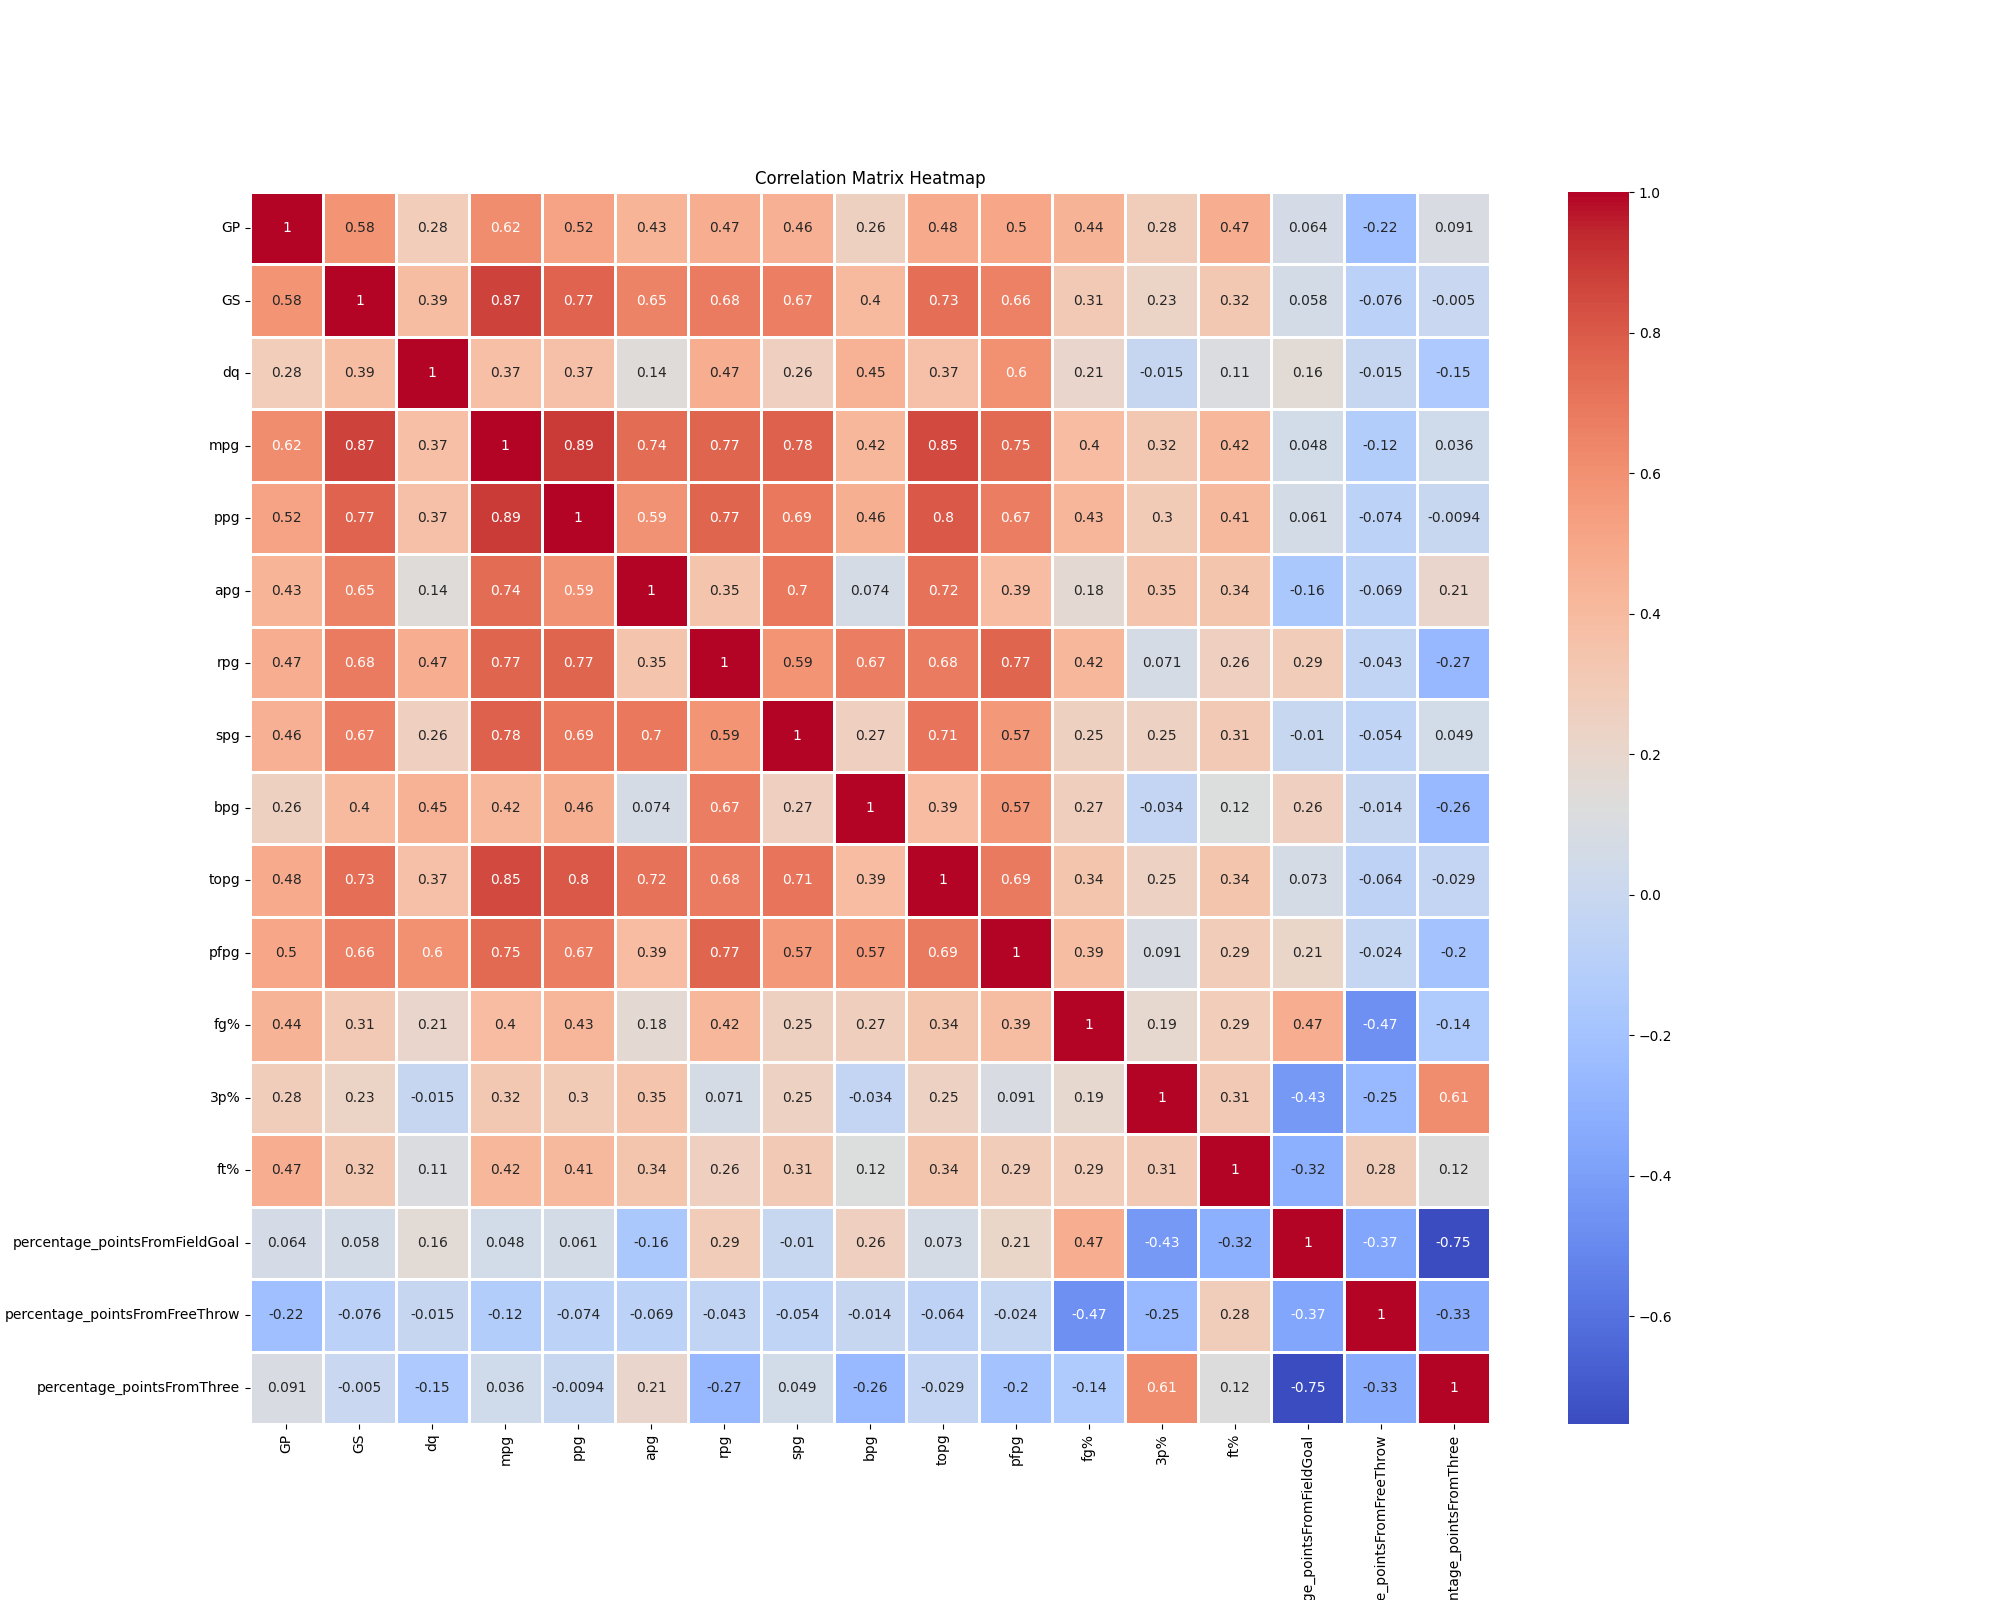 Correlation Matrix Heatmap
GP 1 0.58 0.28 0.62 0.52 0.43 0.47 0.46 0.26 0.48 0.5 0.44 0.28 0.47 0.064 -0.22 0.091
GS 0.58 1 0.39 0.87 0.77 0.65 0.68 0.67 0.4 0.73 0.66 0.31 0.23 0.32 0.058 -0.076 -0.005
dq 0.28 0.39 1 0.37 0.37 0.14 0.47 0.26 0.45 0.37 0.6 0.21 -0.015 0.11 0.16 -0.015 -0.15
mpg 0.62 0.87 0.37 1 0.89 0.74 0.77 0.78 0.42 0.85 0.75 0.4 0.32 0.42 0.048 -0.12 0.036
ppg 0.52 0.77 0.37 0.89 1 0.59 0.77 0.69 0.46 0.8 0.67 0.43 0.3 0.41 0.061 -0.074 -0.0094
apg 0.43 0.65 0.14 0.74 0.59 1 0.35 0.7 0.074 0.72 0.39 0.18 0.35 0.34 -0.16 -0.069 0.21
rpg 0.47 0.68 0.47 0.77 0.77 0.35 1 0.59 0.67 0.68 0.77 0.42 0.071 0.26 0.29 -0.043 -0.27
spg 0.46 0.67 0.26 0.78 0.69 0.7 0.59 1 0.27 0.71 0.57 0.25 0.25 0.31 -0.01 -0.054 0.049
bpg 0.26 0.4 0.45 0.42 0.46 0.074 0.67 0.27 1 0.39 0.57 0.27 -0.034 0.12 0.26 -0.014 -0.26
topg 0.48 0.73 0.37 0.85 0.8 0.72 0.68 0.71 0.39 1 0.69 0.34 0.25 0.34 0.073 -0.064 -0.029
pfpg 0.5 0.66 0.6 0.75 0.67 0.39 0.77 0.57 0.57 0.69 1 0.39 0.091 0.29 0.21 -0.024 -0.2
fg% 0.44 0.31 0.21 0.4 0.43 0.18 0.42 0.25 0.27 0.34 0.39 1 0.19 0.29 0.47 -0.47 -0.14
3p% 0.28 0.23 -0.015 0.32 0.3 0.35 0.071 0.25 -0.034 0.25 0.091 0.19 1 0.31 -0.43 -0.25 0.61
ft% 0.47 0.32 0.11 0.42 0.41 0.34 0.26 0.31 0.12 0.34 0.29 0.29 0.31 1 -0.32 0.28 0.12
percentage_pointsFromFieldGoal 0.064 0.058 0.16 0.048 0.061 -0.16 0.29 -0.01 0.26 0.073 0.21 0.47 -0.43 -0.32 1 -0.37 -0.75
percentage_pointsFromFreeThrow -0.22 -0.076 -0.015 -0.12 -0.074 -0.069 -0.043 -0.054 -0.014 -0.064 -0.024 -0.47 -0.25 0.28 -0.37 1 -0.33
percentage_pointsFromThree 0.091 -0.005 -0.15 0.036 -0.0094 0.21 -0.27 0.049 -0.26 -0.029 -0.2 -0.14 0.61 0.12 -0.75 -0.33 1
GP
GS
dq
mpg
ppg
apg
rpg
spg
bpg
topg
pfpg
fg%
3p%
ft%
ge_pointsFromFieldGoal
e_pointsFromFreeThrow
ntage_pointsFromThree
1.0
0.8
0.6
0.4
0.2
0.0
−0.2
−0.4
−0.6